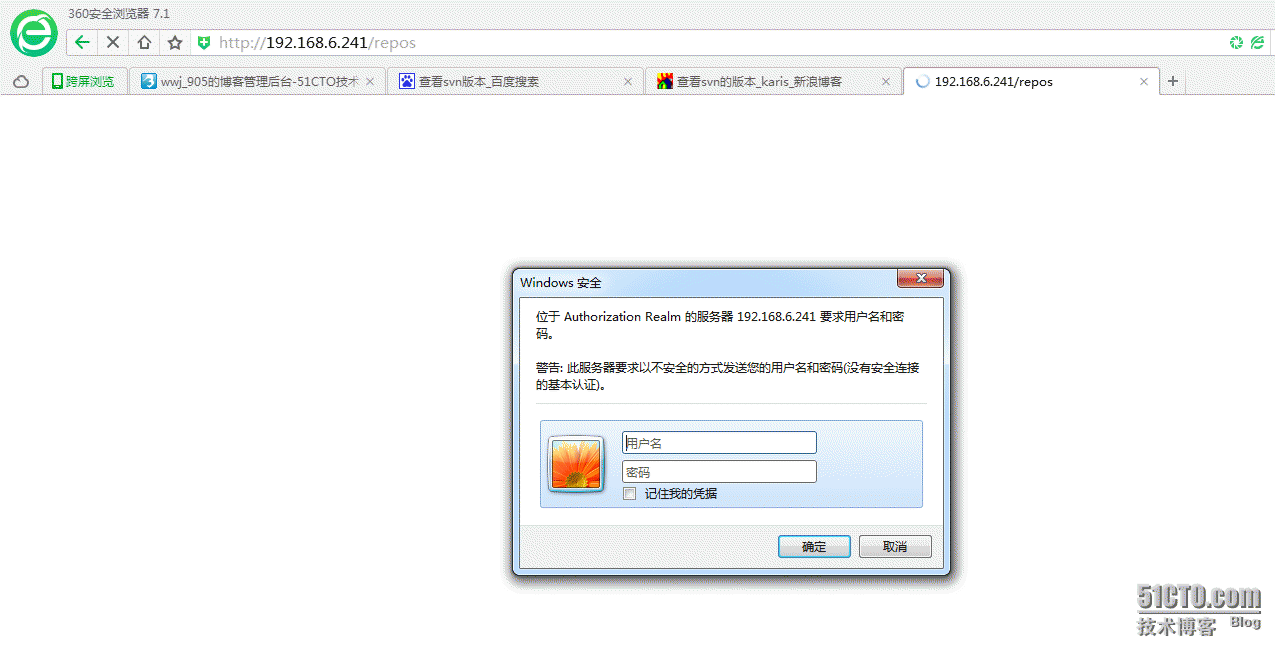 360安全浏览器 7.1
http://192.168.6.241/repos
跨屏浏览
wwj_905的博客管理后台-51CTO技术
查看svn版本_百度搜索
查看svn的版本_karis_新浪博客
192.168.6.241/repos
Windows 安全
位于 Authorization Realm 的服务器 192.168.6.241 要求用户名和密
码。
警告: 此服务器要求以不安全的方式发送您的用户名和密码(没有安全连接
的基本认证)。
用户名
密码
记住我的凭据
确定
取消
51CTO.com
技术博客 Blog